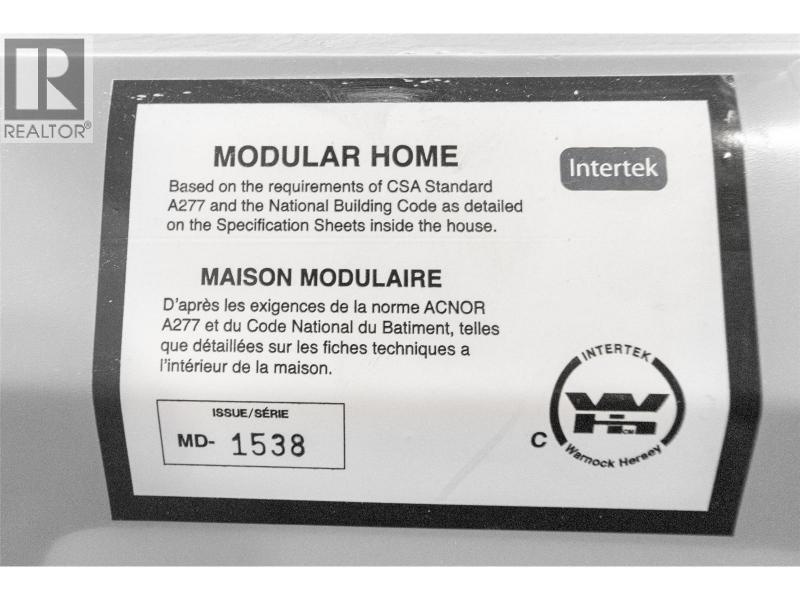 REALTOR®
MODULAR HOME
Intertek
Based on the requirements of CSA Standard
A277 and the National Building Code as detailed
on the Specification Sheets inside the house.
MAISON MODULAIRE
D'après les exigences de la norme ACNOR
A277 et du Code National du Batiment, telles
que détaillées sur les fiches techniques a
l'intérieur de la maison.
ISSUE/SÉRIE
MD- 1538
INTERTEK
WH
CM
C
Warnock Hersey